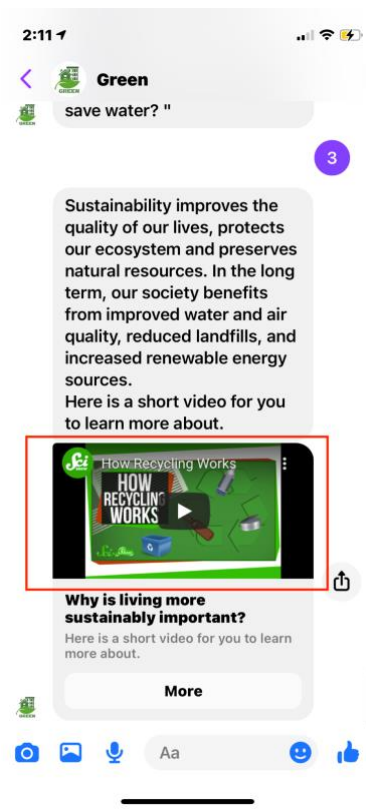 2:11
Green
save water? "
3
Sustainability improves the
quality of our lives, protects
our ecosystem and preserves
natural resources. In the long
term, our society benefits
from improved water and air
quality, reduced landfills, and
increased renewable energy
sources.
Here is a short video for you
to learn more about.
Sci
How Recycling Works
HOW
RECYCLING
WORKS
Why is living more
sustainably important?
Here is a short video for you to learn
more about.
More
Aa